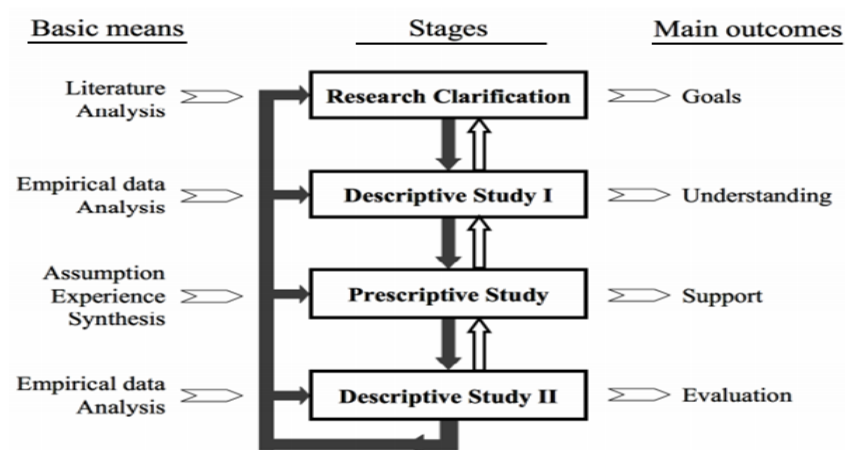 Basic means
Stages
Main outcomes
Literature
Analysis
Research Clarification
Goals
Empirical data
Analysis
Descriptive Study I
Understanding
Assumption
Experience
Synthesis
Prescriptive Study
Support
Empirical data
Analysis
Descriptive Study II
Evaluation